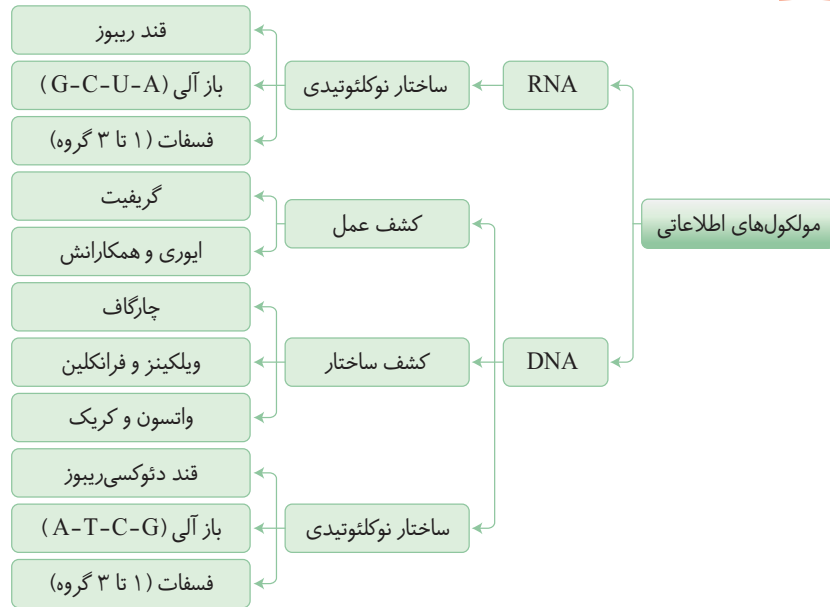 مولکول‌های اطلاعاتی
RNA
ساختار نوکلئوتیدی
قند ریبوز
باز آلی (G-C-U-A)
فسفات (۱ تا ۳ گروه)
DNA
کشف عمل
گریفیت
ایوری و همکارانش
کشف ساختار
چارگاف
ویلکینز و فرانکلین
واتسون و کریک
ساختار نوکلئوتیدی
قند دئوکسی‌ریبوز
باز آلی (A-T-C-G)
فسفات (۱ تا ۳ گروه)